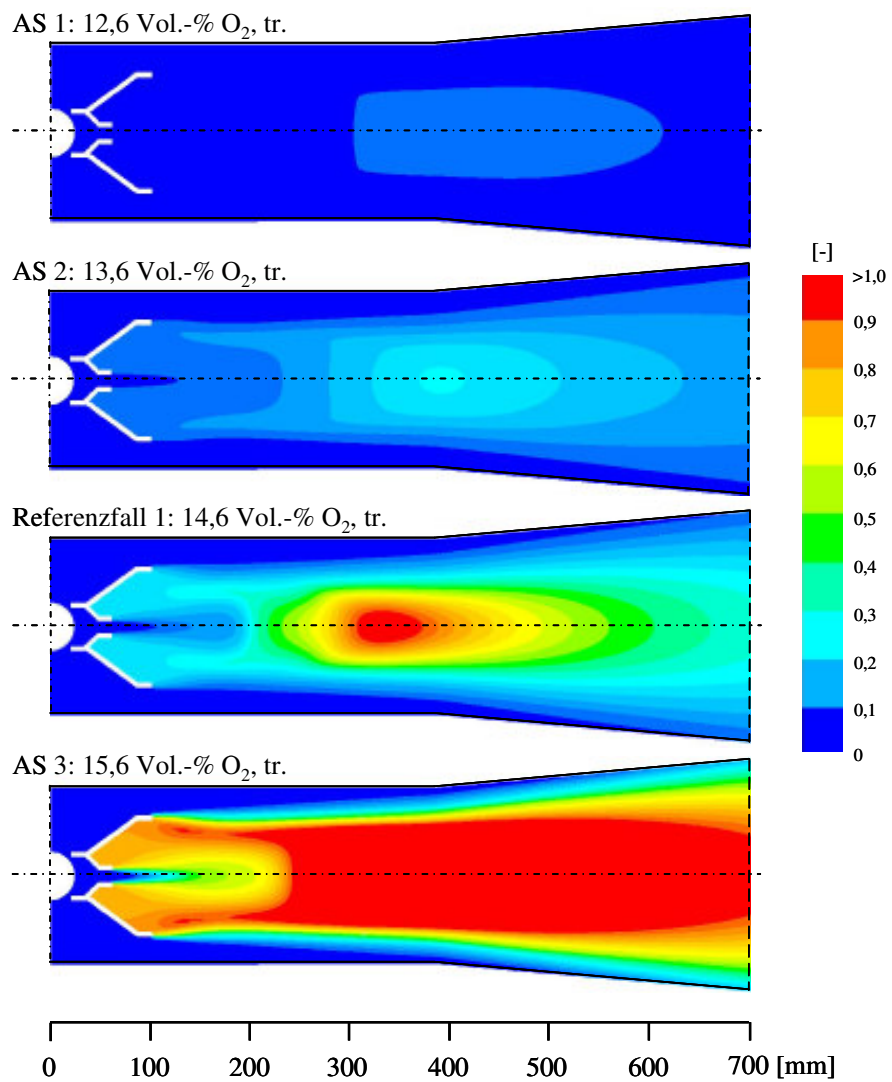 AS 1: 12,6 Vol.-% O₂, tr.
AS 2: 13,6 Vol.-% O₂, tr.
Referenzfall 1: 14,6 Vol.-% O₂, tr.
AS 3: 15,6 Vol.-% O₂, tr.
[-]
>1,0
0,9
0,8
0,7
0,6
0,5
0,4
0,3
0,2
0,1
0
0 100 200 300 400 500 600 700 [mm]